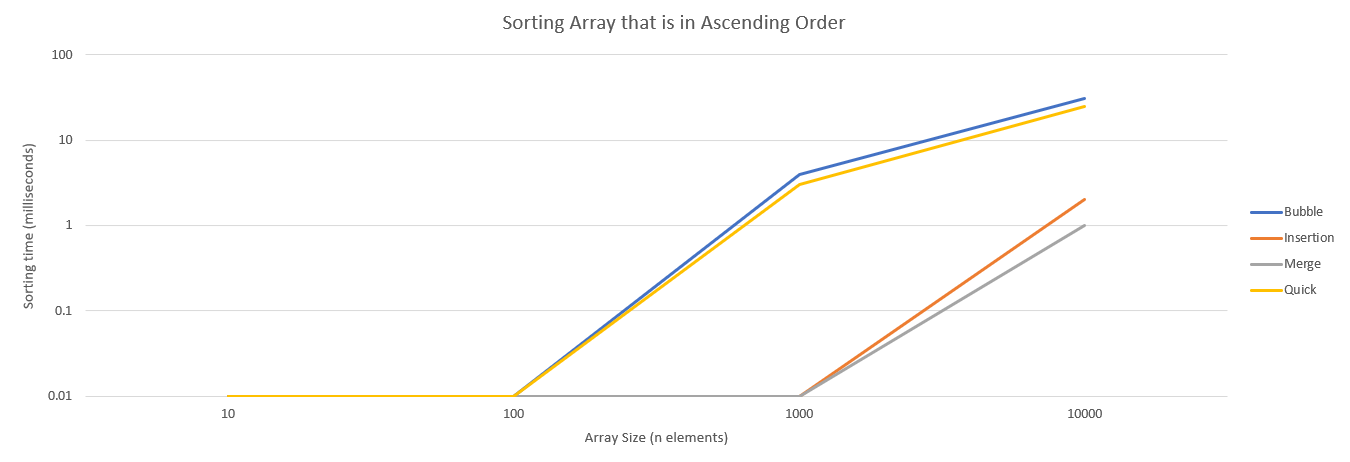 Sorting Array that is in Ascending Order
100
10
1
0.1
0.01
Sorting time (milliseconds)
10 100 1000 10000
Array Size (n elements)
Bubble
Insertion
Merge
Quick